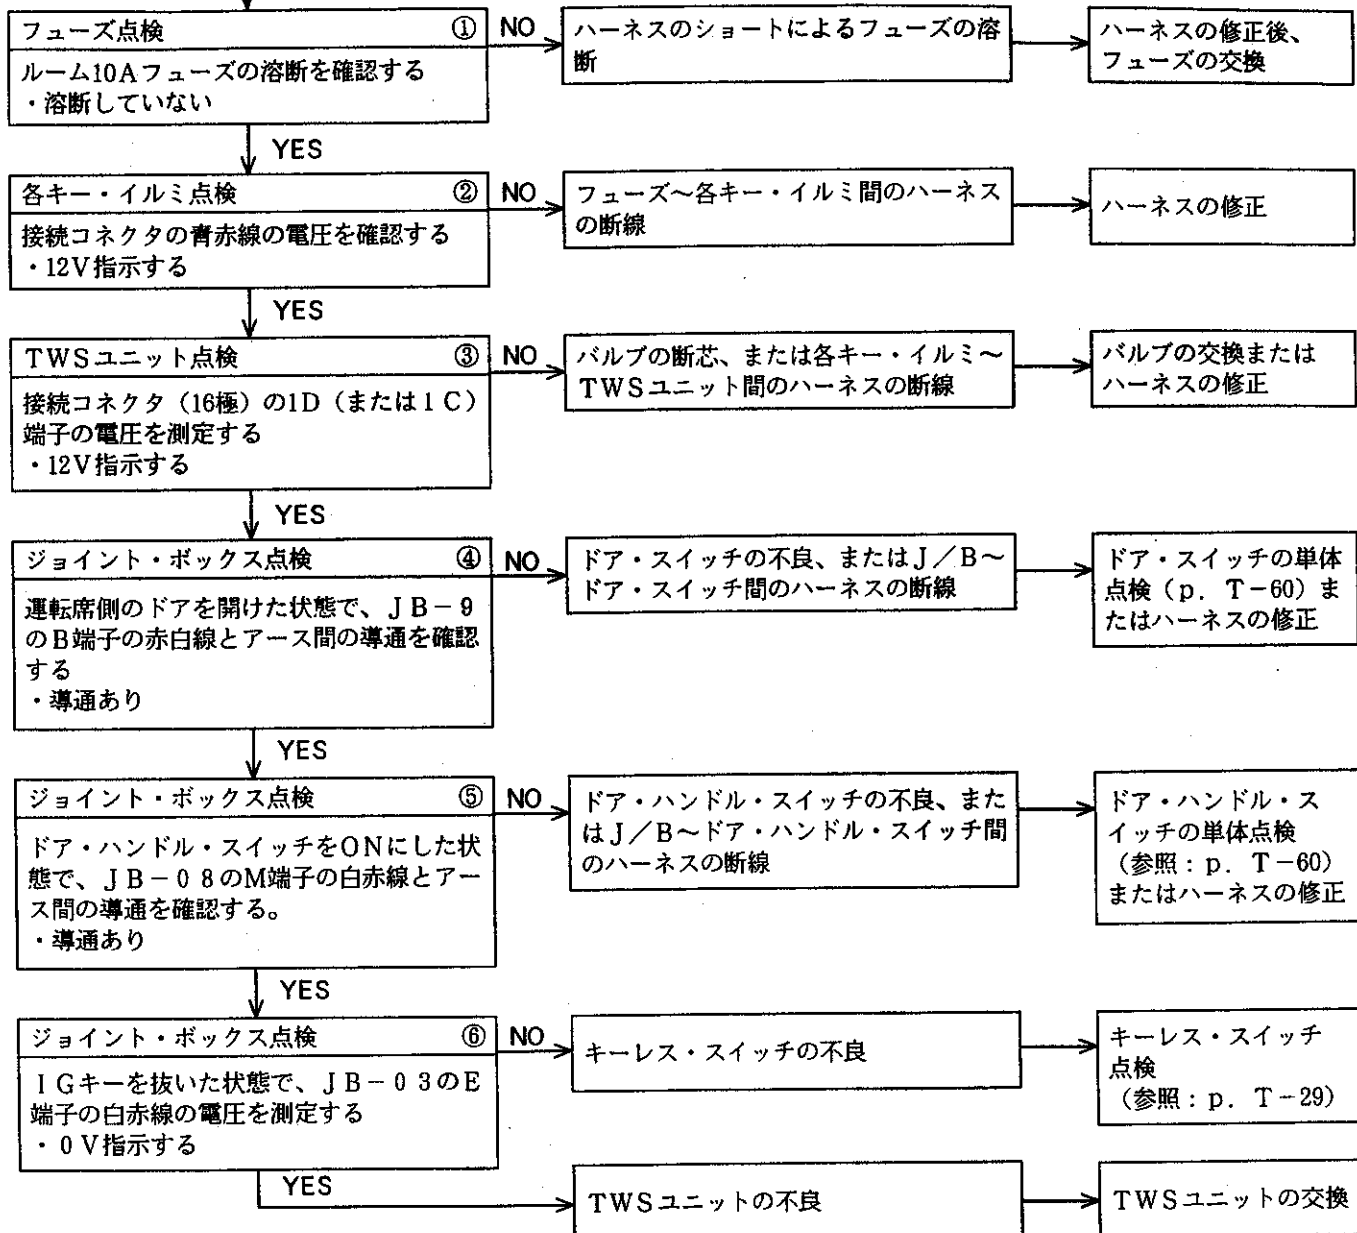 フューズ点検 ①
ルーム10Aフューズの溶断を確認する
・溶断していない
NO
ハーネスのショートによるフューズの溶
断
ハーネスの修正後、
フューズの交換
YES
各キー・イルミ点検 ②
接続コネクタの青赤線の電圧を確認する
・12V指示する
NO
フューズ〜各キー・イルミ間のハーネス
の断線
ハーネスの修正
YES
TWSユニット点検 ③
接続コネクタ（16極）の1D（または1C）
端子の電圧を測定する
・12V指示する
NO
バルブの断芯、または各キー・イルミ〜
TWSユニット間のハーネスの断線
バルブの交換または
ハーネスの修正
YES
ジョイント・ボックス点検 ④
運転席側のドアを開けた状態で、JB－9
のB端子の赤白線とアース間の導通を確認
する
・導通あり
NO
ドア・スイッチの不良、またはJ／B〜
ドア・スイッチ間のハーネスの断線
ドア・スイッチの単体
点検（p．T－60）ま
たはハーネスの修正
YES
ジョイント・ボックス点検 ⑤
ドア・ハンドル・スイッチをONにした状
態で、JB－08のM端子の白赤線とアー
ス間の導通を確認する。
・導通あり
NO
ドア・ハンドル・スイッチの不良、また
はJ／B〜ドア・ハンドル・スイッチ間
のハーネスの断線
ドア・ハンドル・ス
イッチの単体点検
（参照：p．T－60）
またはハーネスの修正
YES
ジョイント・ボックス点検 ⑥
IGキーを抜いた状態で、JB－03のE
端子の白赤線の電圧を測定する
・0V指示する
NO
キーレス・スイッチの不良
キーレス・スイッチ
点検
（参照：p．T－29）
YES
TWSユニットの不良
TWSユニットの交換